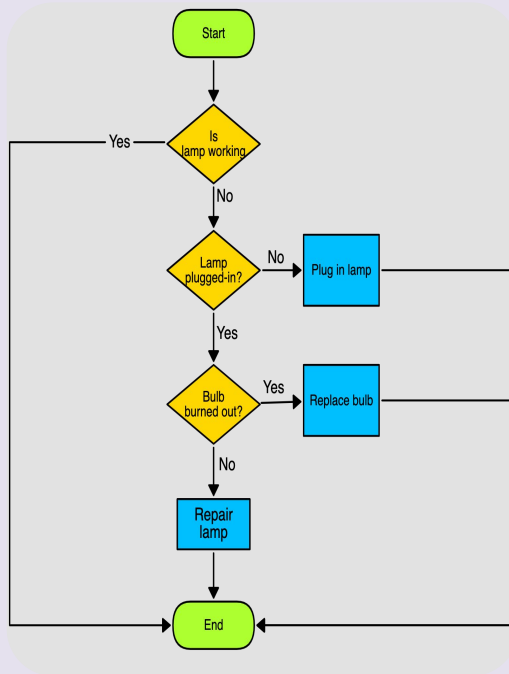 Start
Is
lamp working
Yes
No
Lamp
plugged-in?
No
Plug in lamp
Yes
Bulb
burned out?
Yes
Replace bulb
No
Repair
lamp
End